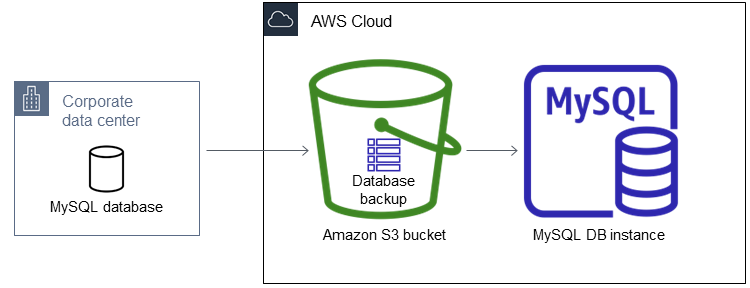 AWS Cloud
Corporate
data center
MySQL database
Database
backup
Amazon S3 bucket
MySQL
MySQL DB instance